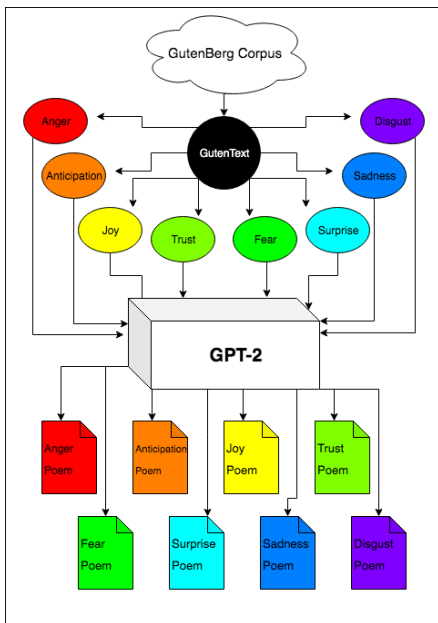 GutenBerg Corpus
Anger
Disgust
GutenText
Anticipation
Sadness
Joy
Trust
Fear
Surprise
GPT-2
Anger
Poem
Anticipation
Poem
Joy
Poem
Trust
Poem
Fear
Poem
Surprise
Poem
Sadness
Poem
Disgust
Poem